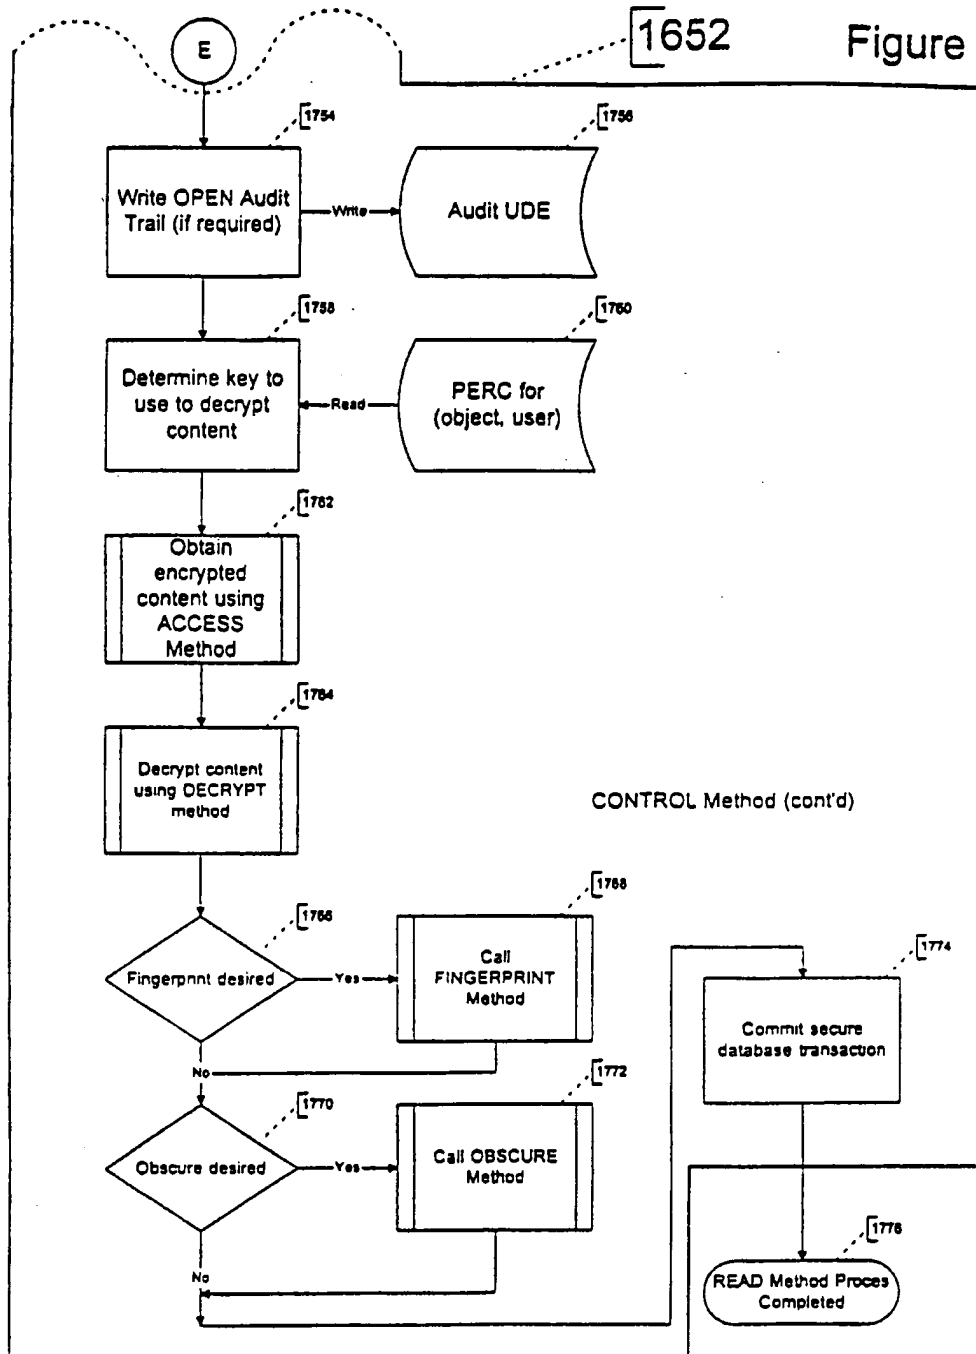 1652
Figure
E
1754
Write OPEN Audit
Trail (if required)
Write
1756
Audit UDE
1758
Determine key to
use to decrypt
content
Read
1760
PERC for
(object, user)
1762
Obtain
encrypted
content using
ACCESS
Method
1764
Decrypt content
using DECRYPT
method
CONTROL Method (cont'd)
1766
Fingerprint desired
Yes
1768
Call
FINGERPRINT
Method
No
1770
Obscure desired
Yes
1772
Call OBSCURE
Method
No
1774
Commit secure
database transaction
1776
READ Method Proces
Completed